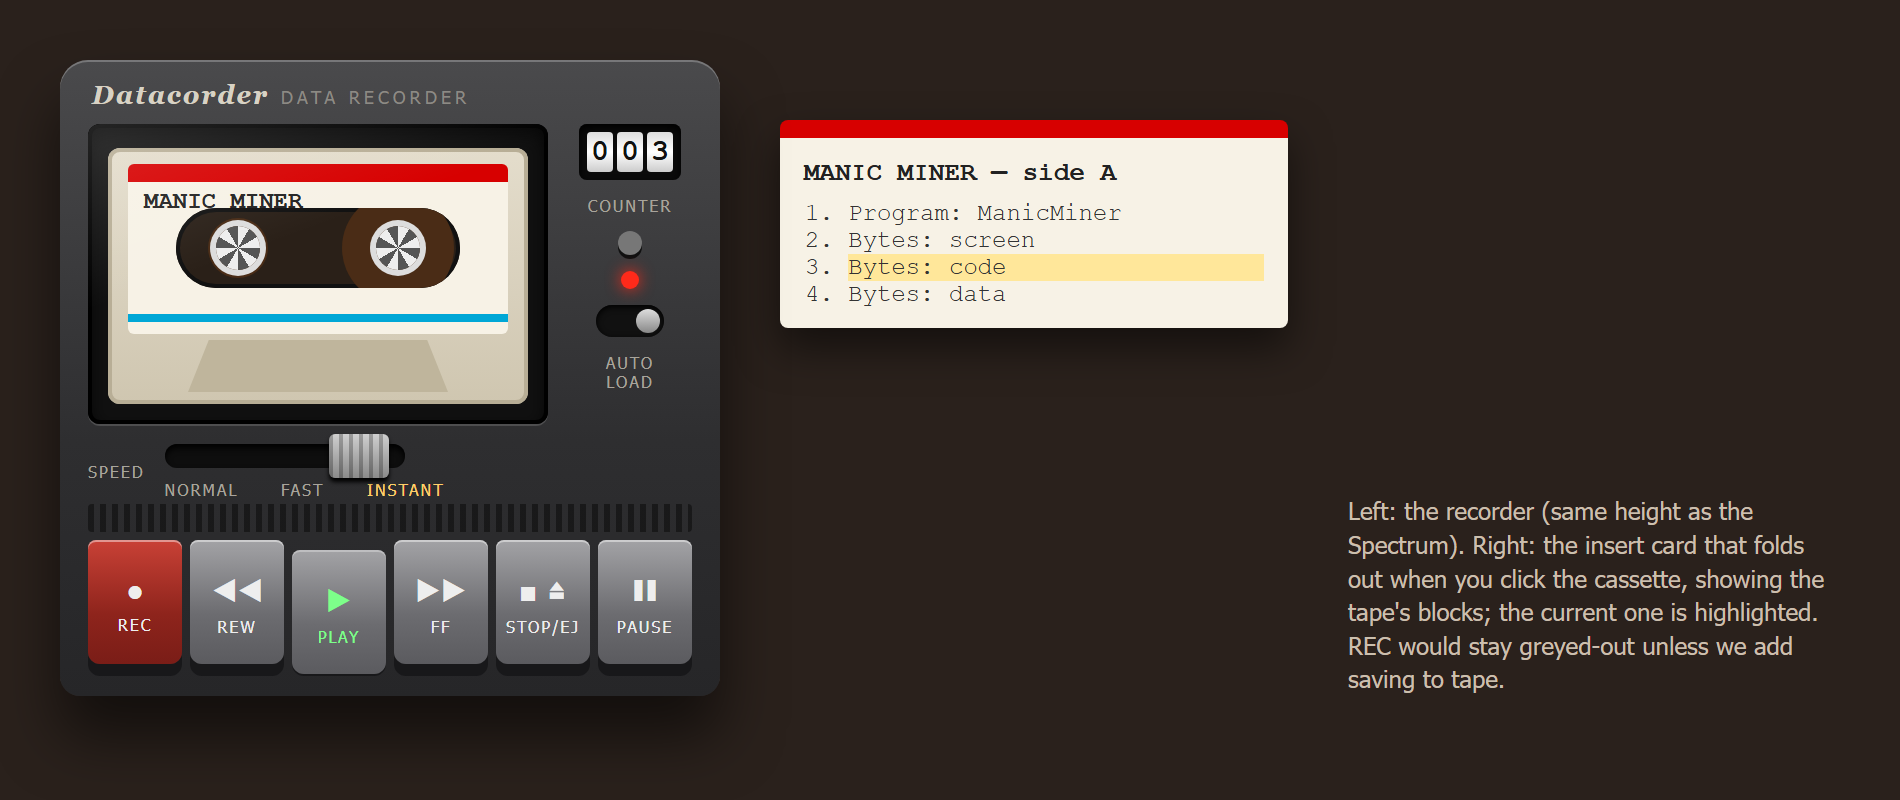 Datacorder DATA RECORDER
MANIC MINER
003
COUNTER
AUTO
LOAD
SPEED
NORMAL FAST INSTANT
REC
REW
PLAY
FF
STOP/EJ
PAUSE
MANIC MINER — side A
1. Program: ManicMiner
2. Bytes: screen
3. Bytes: code
4. Bytes: data
Left: the recorder (same height as the
Spectrum). Right: the insert card that folds
out when you click the cassette, showing the
tape's blocks; the current one is highlighted.
REC would stay greyed-out unless we add
saving to tape.